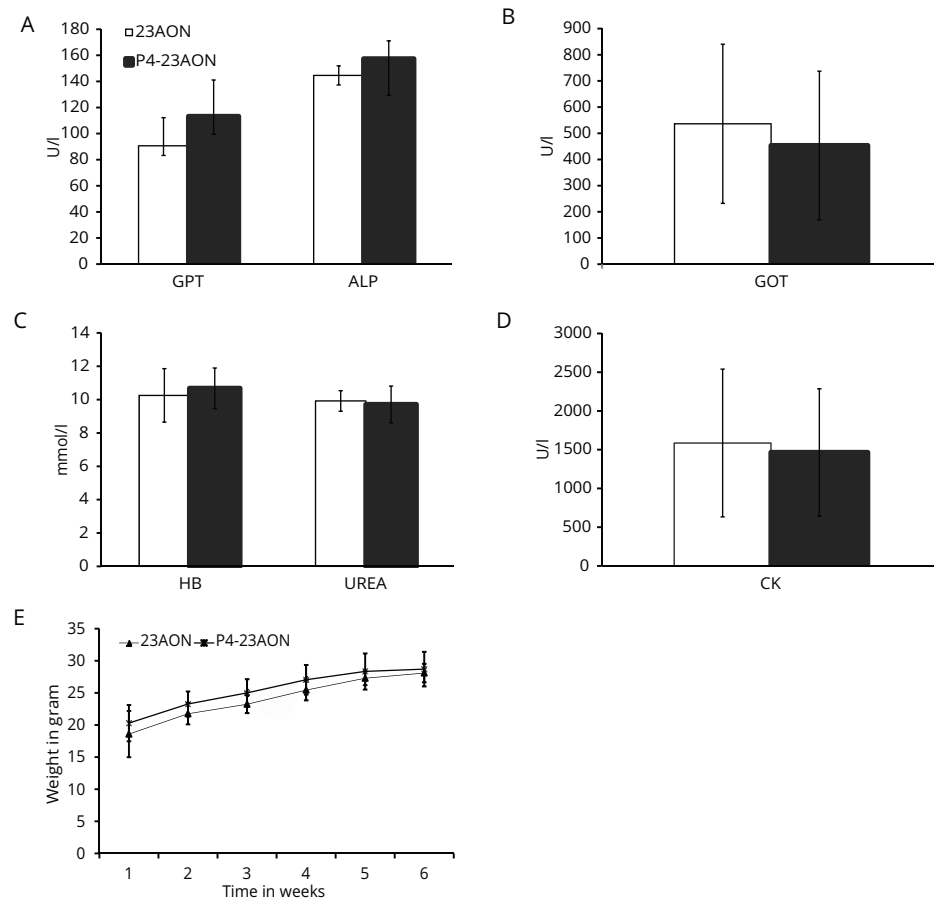 A
23AON
P4-23AON
180
160
140
120
100
80
60
40
20
0
U/l
GPT
ALP
B
900
800
700
600
500
400
300
200
100
0
U/l
GOT
C
14
12
10
8
6
4
2
0
mmol/l
HB
UREA
D
3000
2500
2000
1500
1000
500
0
U/l
CK
E
35
30
25
20
15
10
5
0
Weight in gram
23AON
P4-23AON
1 2 3 4 5 6
Time in weeks